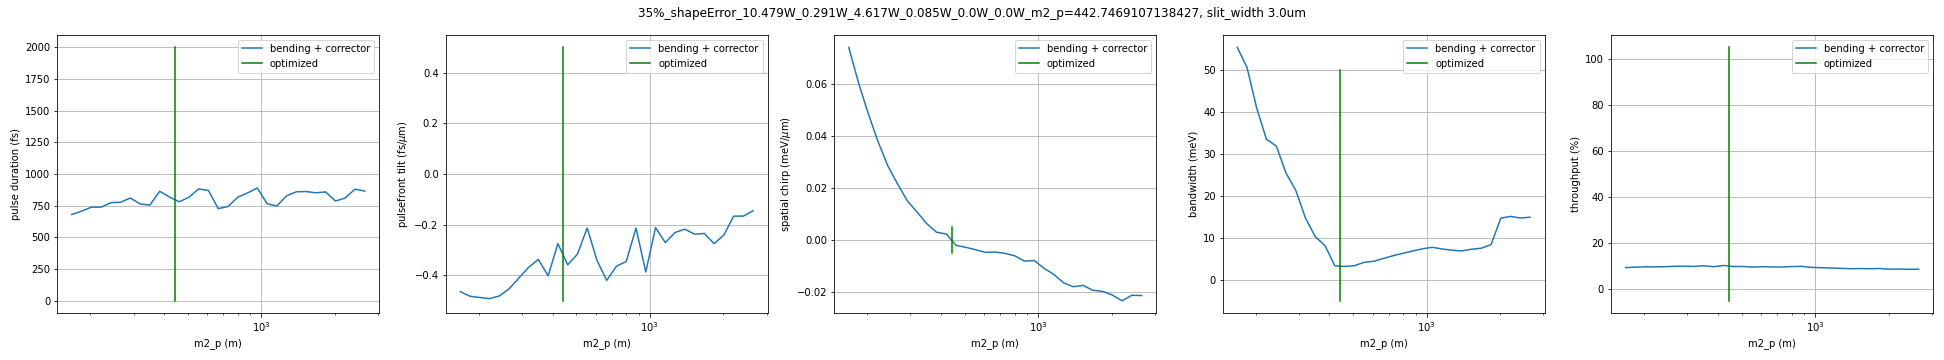 35%_shapeError_10.479W_0.291W_4.617W_0.085W_0.0W_0.0W_m2_p=442.7469107138427, slit_width 3.0um
pulse duration (fs)
2000
1750
1500
1250
1000
750
500
250
0
bending + corrector
optimized
10³
m2_p (m)
pulsefront tilt (fs/μm)
0.4
0.2
0.0
−0.2
−0.4
bending + corrector
optimized
10³
m2_p (m)
spatial chirp (meV/μm)
0.06
0.04
0.02
0.00
−0.02
bending + corrector
optimized
10³
m2_p (m)
bandwidth (meV)
50
40
30
20
10
0
bending + corrector
optimized
10³
m2_p (m)
throughput (%)
100
80
60
40
20
0
bending + corrector
optimized
10³
m2_p (m)